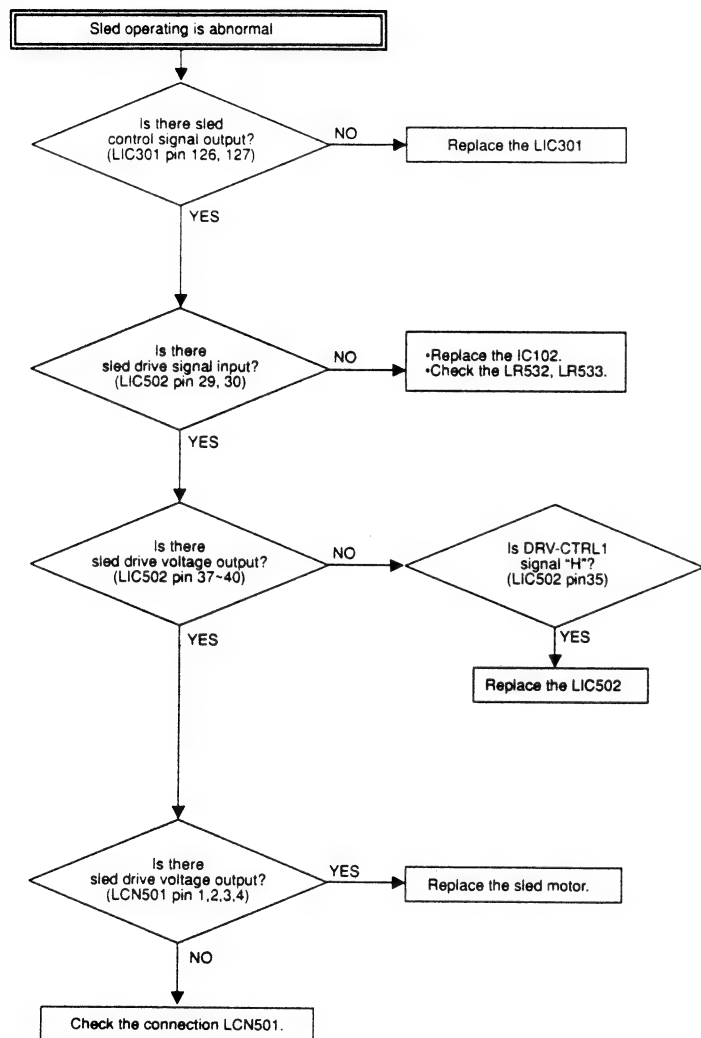 Sled operating is abnormal
Is there sled
control signal output?
(LIC301 pin 126, 127)
NO
Replace the LIC301
YES
Is there
sled drive signal input?
(LIC502 pin 29, 30)
NO
•Replace the IC102.
•Check the LR532, LR533.
YES
Is there
sled drive voltage output?
(LIC502 pin 37~40)
NO
Is DRV-CTRL1
signal "H"?
(LIC502 pin35)
YES
YES
Replace the LIC502
Is there
sled drive voltage output?
(LCN501 pin 1,2,3,4)
YES
Replace the sled motor.
NO
Check the connection LCN501.